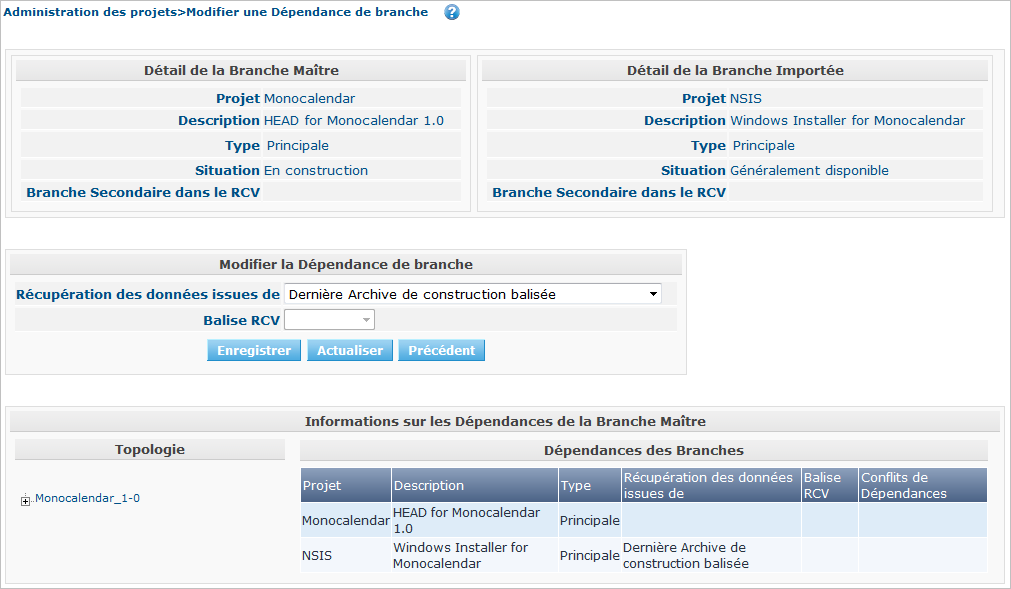 Administration des projets>Modifier une Dépendance de branche ?
Détail de la Branche Maître
Projet Monocalendar
Description HEAD for Monocalendar 1.0
Type Principale
Situation En construction
Branche Secondaire dans le RCV
Détail de la Branche Importée
Projet NSIS
Description Windows Installer for Monocalendar
Type Principale
Situation Généralement disponible
Branche Secondaire dans le RCV
Modifier la Dépendance de branche
Récupération des données issues de Dernière Archive de construction balisée
Balise RCV
Enregistrer Actualiser Précédent
Informations sur les Dépendances de la Branche Maître
Topologie
Monocalendar_1-0
Dépendances des Branches
Projet Description Type Récupération des données issues de Balise RCV Conflits de Dépendances
Monocalendar HEAD for Monocalendar 1.0 Principale
NSIS Windows Installer for Monocalendar Principale Dernière Archive de construction balisée